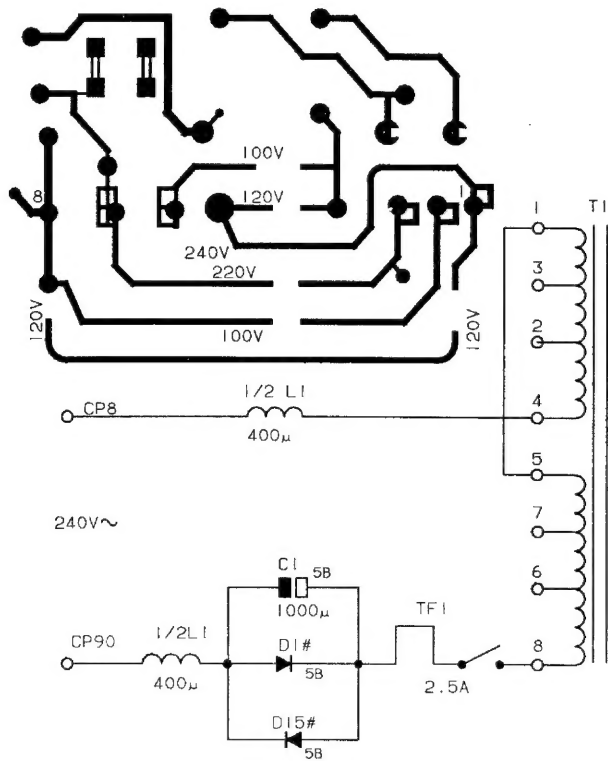 100V
120V
8
1
240V
220V
120V
100V
120V
1
T1
3
2
1/2 L1
4
CP8
400µ
5
240V~
7
C1
5B
6
1000µ
TF1
CP90
1/2L1
D1#
8
400µ
5B
2.5A
D15#
5B